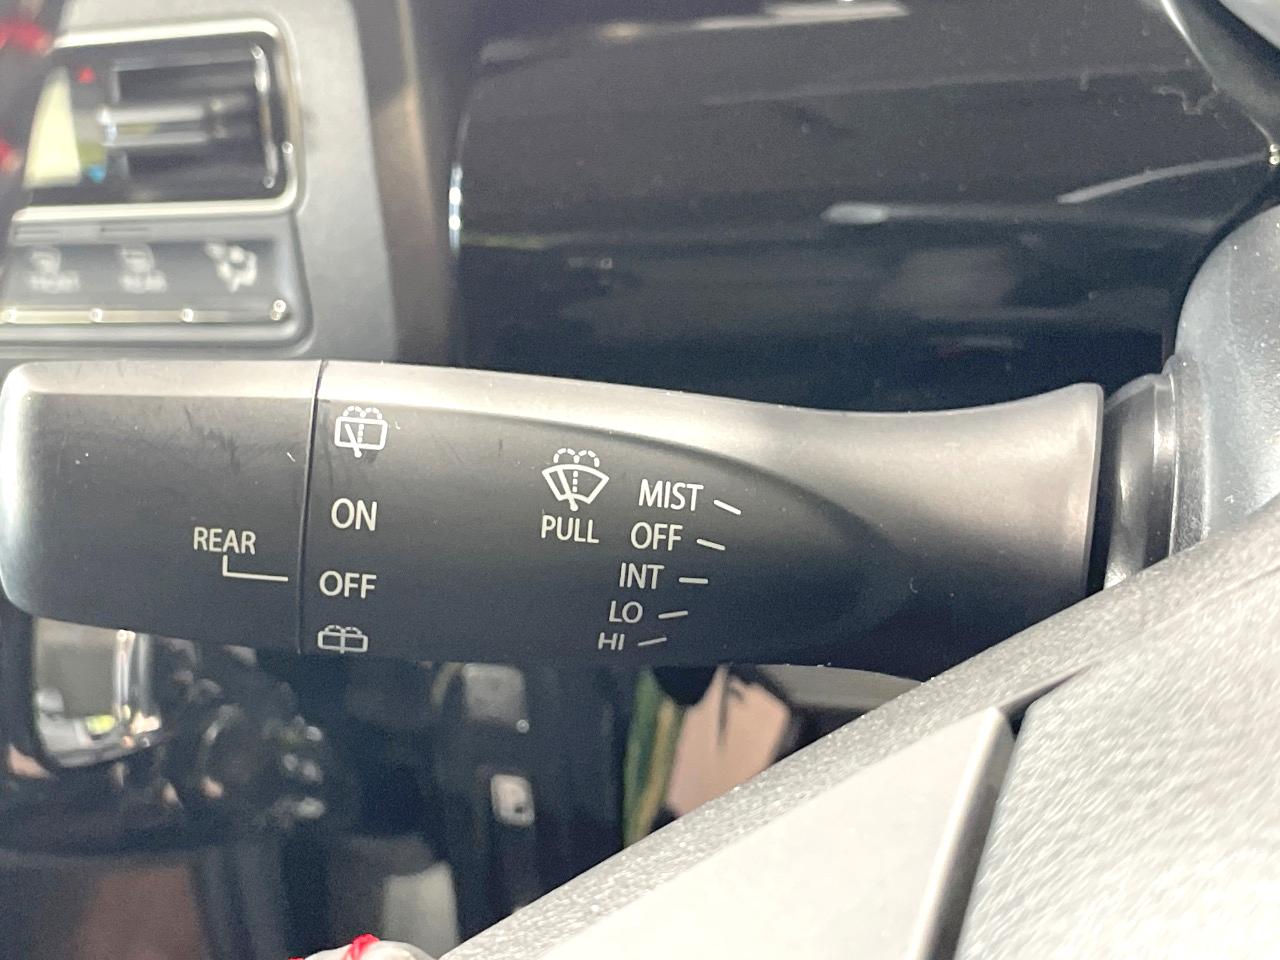 MIST
ON
PULL
OFF
REAR
INT
OFF
LO
HI